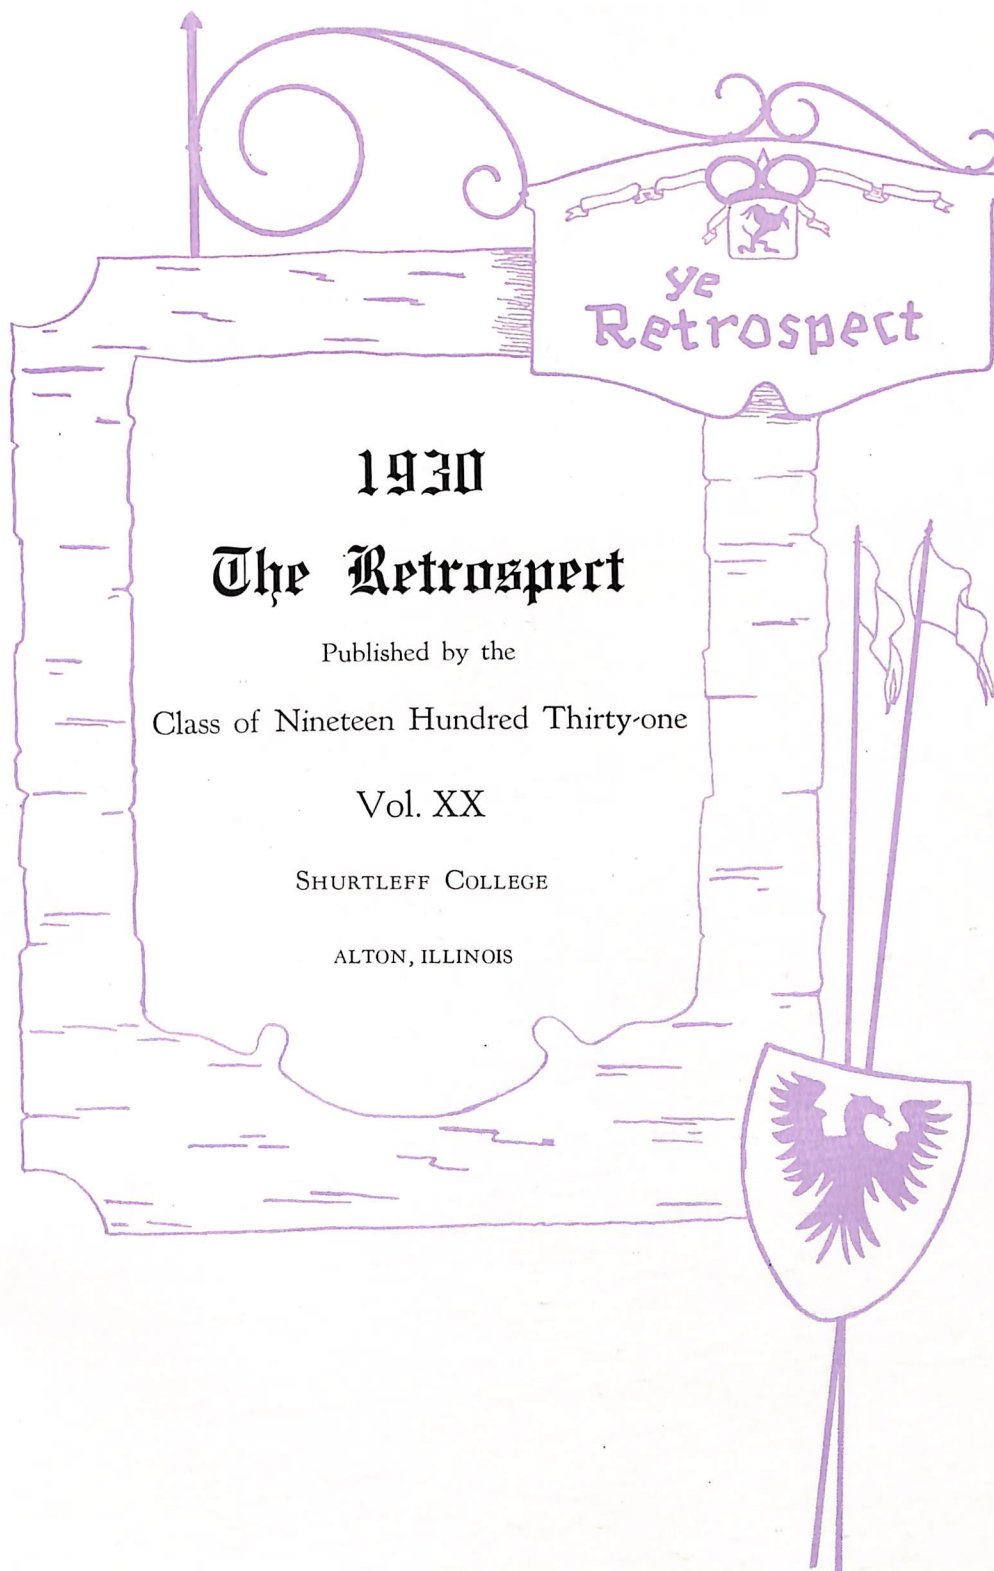 ye
Retrospect
1930
The Retrospect
Published by the
Class of Nineteen Hundred Thirty-one
Vol. XX
SHURTLEFF COLLEGE
ALTON, ILLINOIS